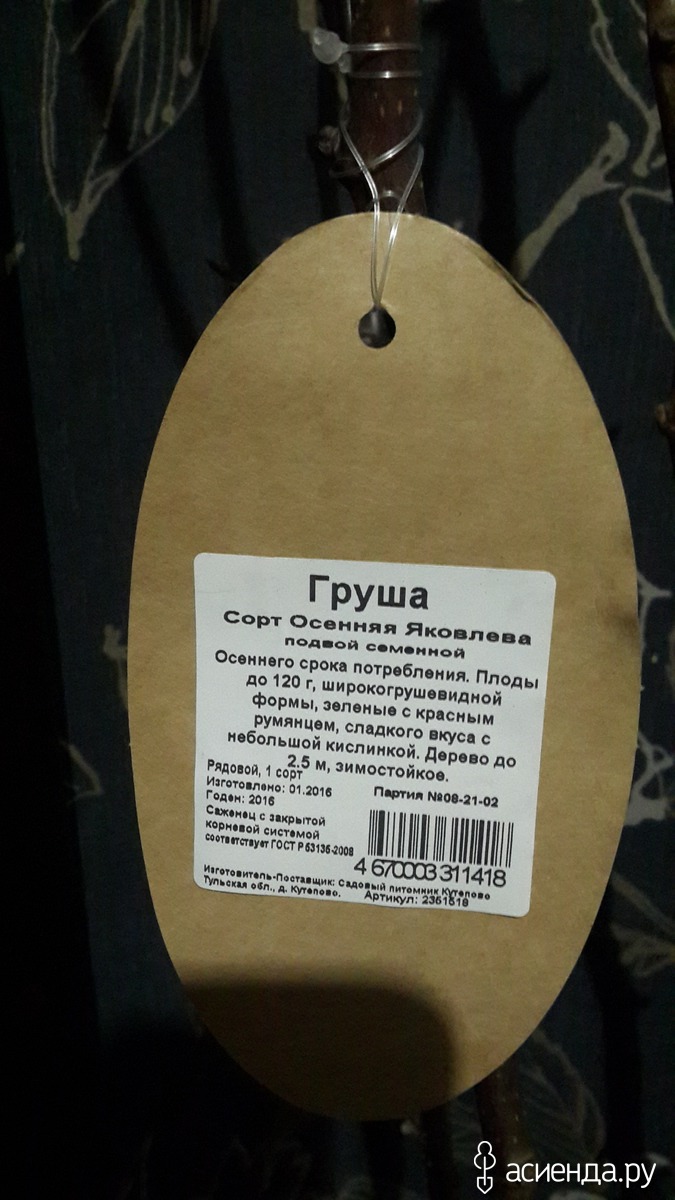 Груша
Сорт Осенняя Яковлева
подвой семенной
Осеннего срока потребления. Плоды
до 120 г, широкогрушевидной
формы, зеленые с красным
румянцем, сладкого вкуса с
небольшой кислинкой. Дерево до
2.5 м, зимостойкое.
Рядовой, 1 сорт
Изготовлено: 01.2016
Годен: 2016
Партия №08-21-02
Саженец с закрытой
корневой системой
соответствует ГОСТ Р 53135-2008
4 670003 311418
Изготовитель-Поставщик: Садовый питомник Кутепово
Тульская обл., д. Кутепово. Артикул: 2351518
асиенда.ру